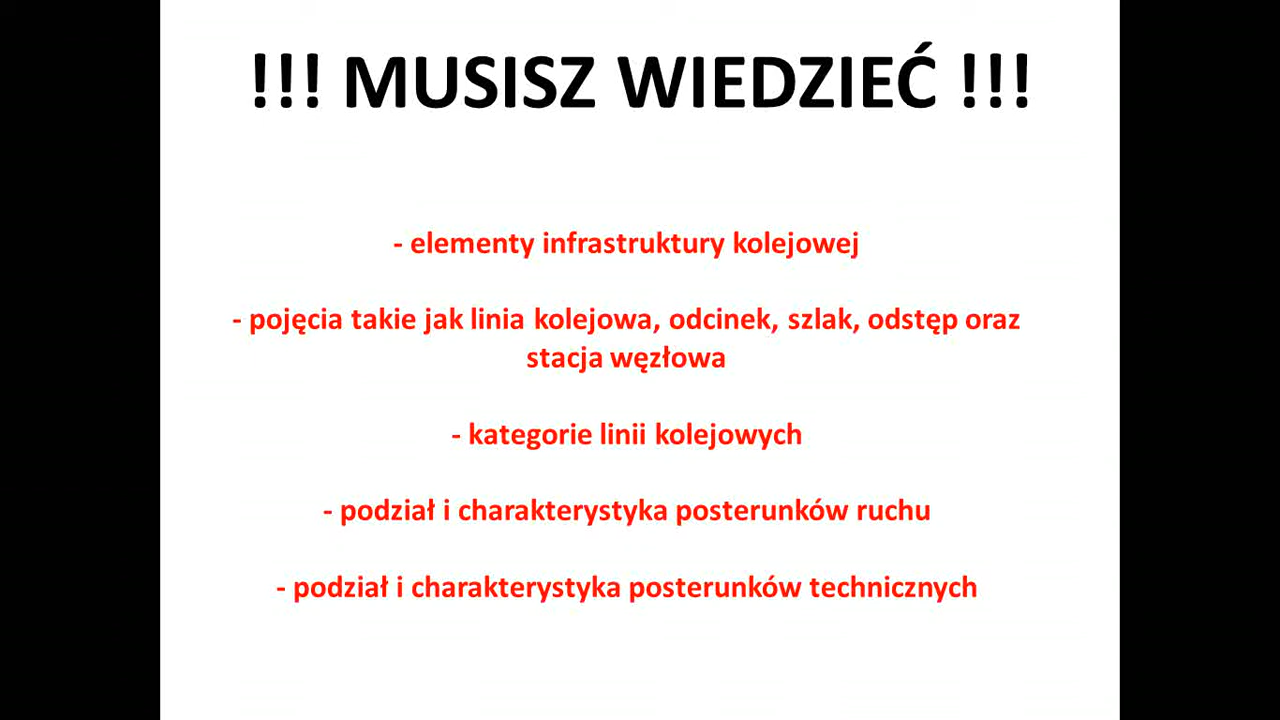 !!! MUSISZ WIEDZIEĆ !!!
- elementy infrastruktury kolejowej
- pojęcia takie jak linia kolejowa, odcinek, szlak, odstęp oraz
stacja węzłowa
- kategorie linii kolejowych
- podział i charakterystyka posterunków ruchu
- podział i charakterystyka posterunków technicznych